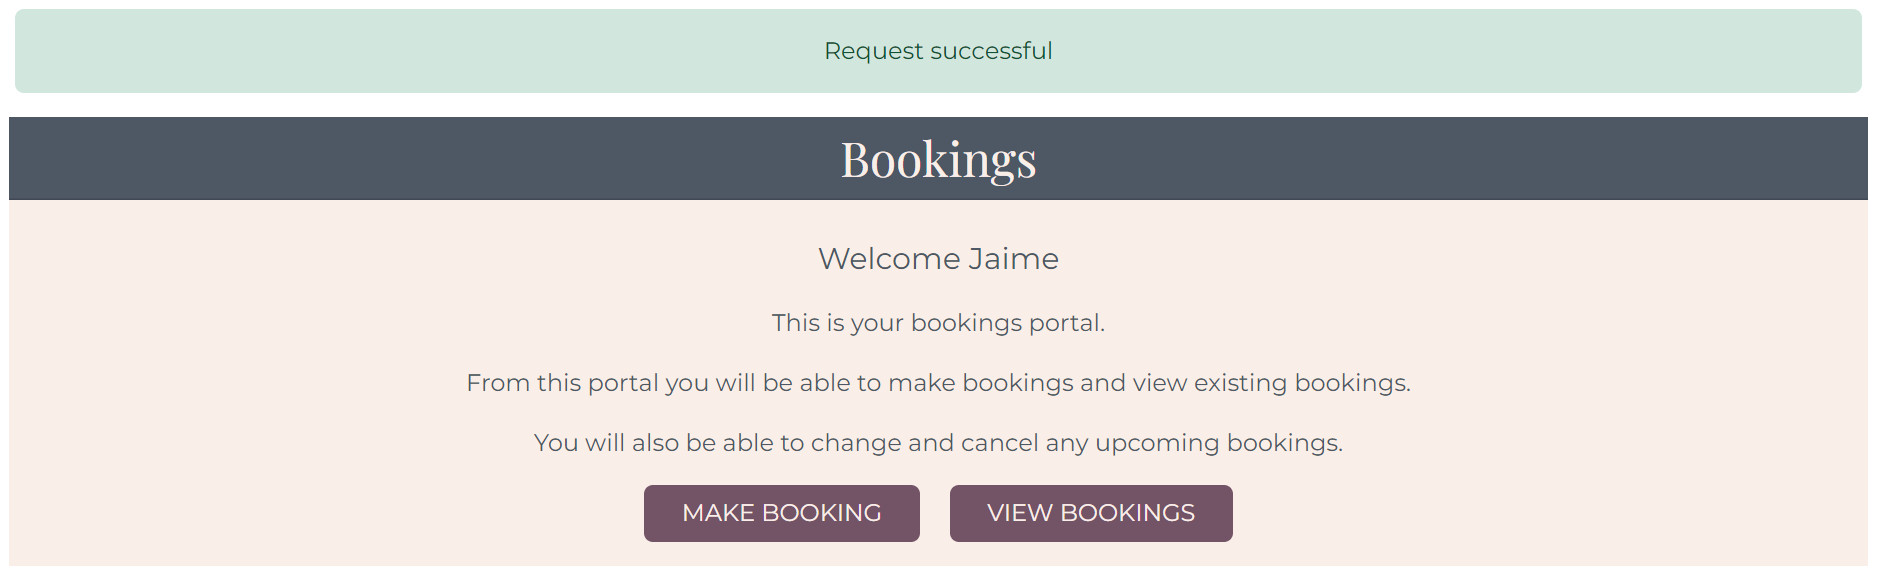 Request successful
Bookings
Welcome Jaime
This is your bookings portal.
From this portal you will be able to make bookings and view existing bookings.
You will also be able to change and cancel any upcoming bookings.
MAKE BOOKING
VIEW BOOKINGS